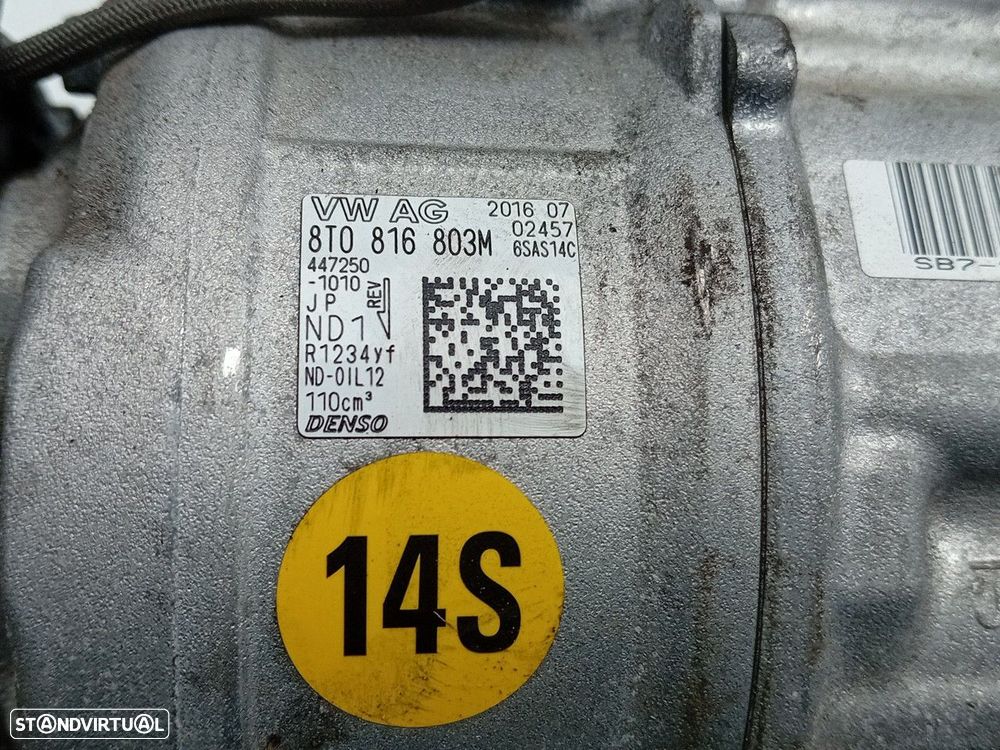 VW AG 2016 07
02457
8T0 816 803M 6SAS14C
447250
-1010
REV
JP
ND1
R1234yf
ND-OIL12
110cm³
DENSO
SB7-
14S
STANDVIRTUAL